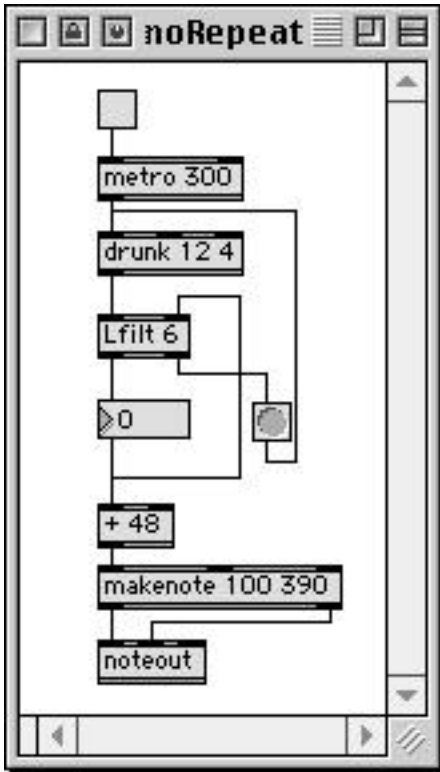 noRepeat
metro 300
drunk 12 4
Lfilt 6
0
+ 48
makenote 100 390
noteout